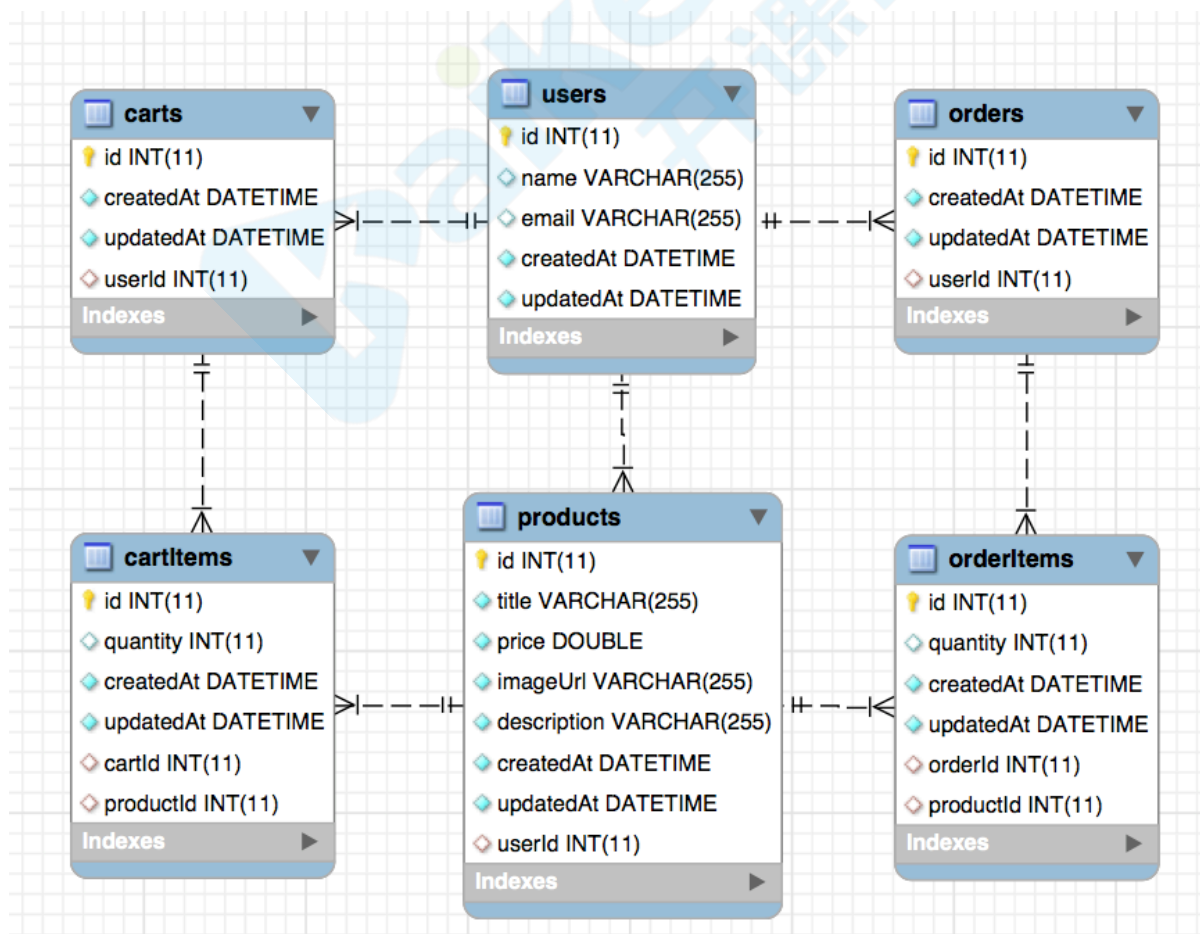 carts
id INT(11)
createdAt DATETIME
updatedAt DATETIME
userId INT(11)
Indexes
users
id INT(11)
name VARCHAR(255)
email VARCHAR(255)
createdAt DATETIME
updatedAt DATETIME
Indexes
orders
id INT(11)
createdAt DATETIME
updatedAt DATETIME
userId INT(11)
Indexes
cartItems
id INT(11)
quantity INT(11)
createdAt DATETIME
updatedAt DATETIME
cartId INT(11)
productId INT(11)
Indexes
products
id INT(11)
title VARCHAR(255)
price DOUBLE
imageUrl VARCHAR(255)
description VARCHAR(255)
createdAt DATETIME
updatedAt DATETIME
userId INT(11)
Indexes
orderItems
id INT(11)
quantity INT(11)
createdAt DATETIME
updatedAt DATETIME
orderId INT(11)
productId INT(11)
Indexes
aike
开课